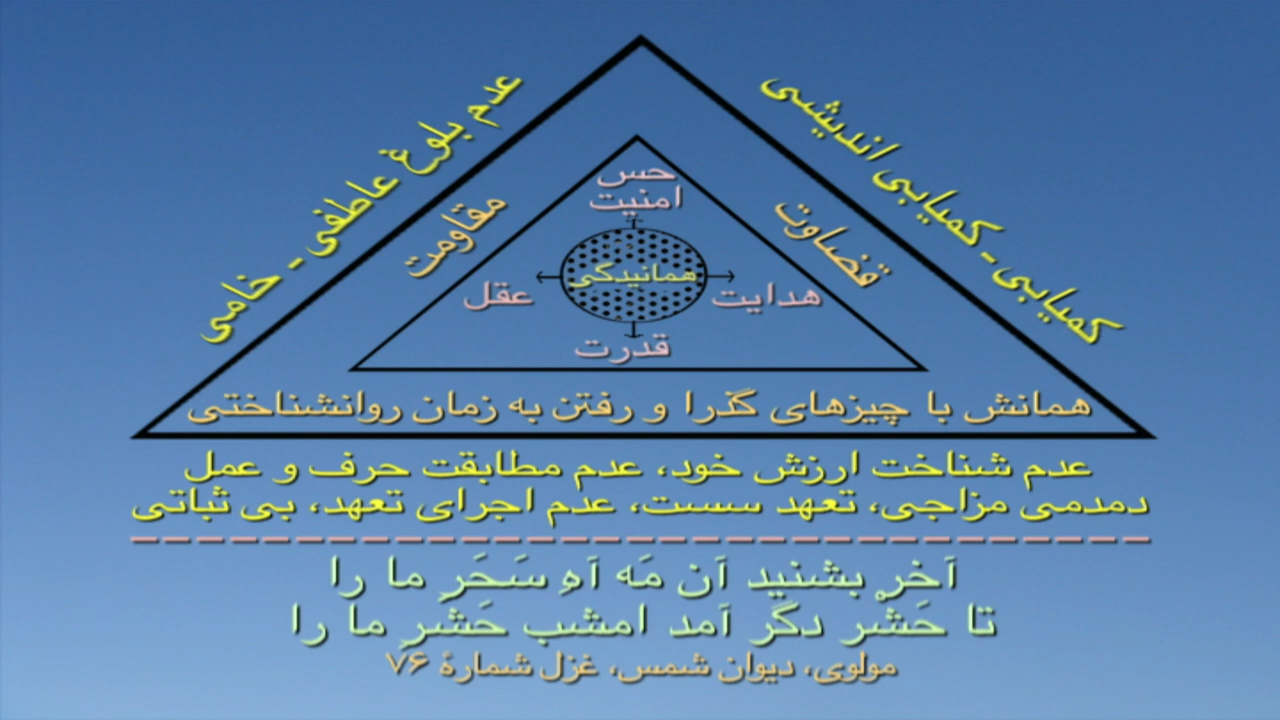 عدم بلوغ عاطفی - خامی
کمیابی - کمیابی اندیشی
مقاومت
قضاوت
حس
امنیت
همانیدگی
عقل
هدایت
قدرت
همانش با چیزهای گذرا و رفتن به زمان روانشناختی
عدم شناخت ارزش خود، عدم مطابقت حرف و عمل
دمدمی مزاجی، تعهد سست، عدم اجرای تعهد، بی ثباتی
آخر بشنید آن مَه آهِ سَحَرِ ما را
تا حَشْرِ دگر آمد امشب حَشَرِ ما را
مولوی، دیوان شمس، غزل شمارهٔ ۷۶